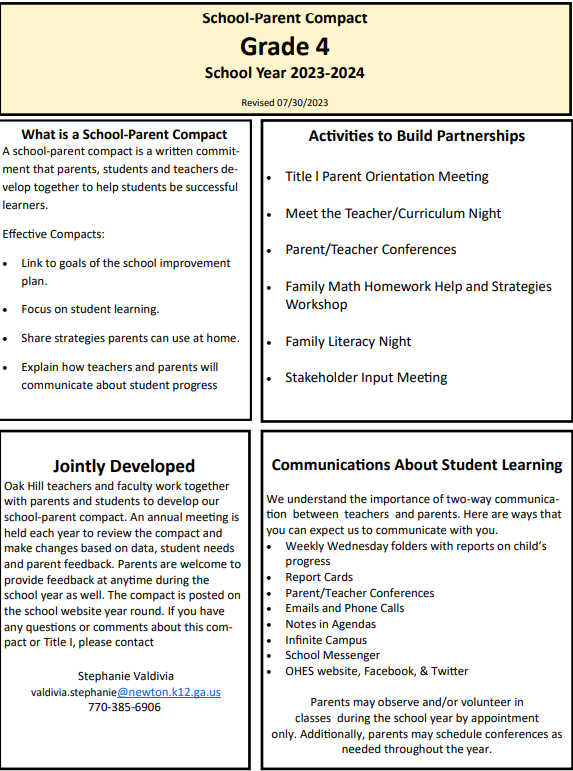 School-Parent Compact
Grade 4
School Year 2023-2024
Revised 07/30/2023
What is a School-Parent Compact
A school-parent compact is a written commit-
ment that parents, students and teachers de-
velop together to help students be successful
learners.
Effective Compacts:
• Link to goals of the school improvement
plan.
• Focus on student learning.
• Share strategies parents can use at home.
• Explain how teachers and parents will
communicate about student progress
Activities to Build Partnerships
• Title l Parent Orientation Meeting
• Meet the Teacher/Curriculum Night
• Parent/Teacher Conferences
• Family Math Homework Help and Strategies
Workshop
• Family Literacy Night
• Stakeholder Input Meeting
Jointly Developed
Oak Hill teachers and faculty work together
with parents and students to develop our
school-parent compact. An annual meeting is
held each year to review the compact and
make changes based on data, student needs
and parent feedback. Parents are welcome to
provide feedback at anytime during the
school year as well. The compact is posted on
the school website year round. If you have
any questions or comments about this com-
pact or Title I, please contact
Stephanie Valdivia
valdivia.stephanie@newton.k12.ga.us
770-385-6906
Communications About Student Learning
We understand the importance of two-way communica-
tion between teachers and parents. Here are ways that
you can expect us to communicate with you.
• Weekly Wednesday folders with reports on child's
progress
• Report Cards
• Parent/Teacher Conferences
• Emails and Phone Calls
• Notes in Agendas
• Infinite Campus
• School Messenger
• OHES website, Facebook, & Twitter
Parents may observe and/or volunteer in
classes during the school year by appointment
only. Additionally, parents may schedule conferences as
needed throughout the year.